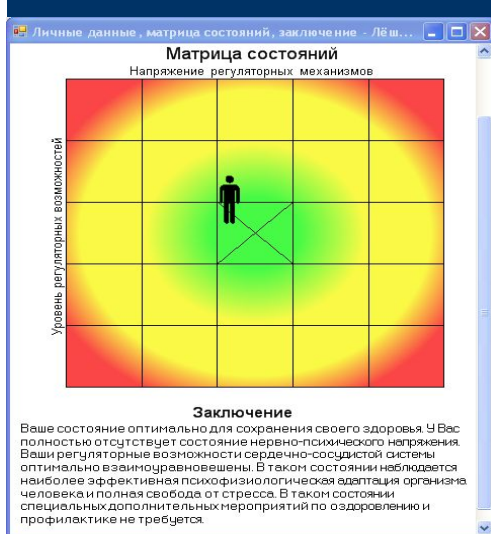 Личные данные, матрица состояний, заключение - Лёш...
Матрица состояний
Напряжение регуляторных механизмов
Уровень регуляторных возможностей
Заключение
Ваше состояние оптимально для сохранения своего здоровья. У Вас
полностью отсутствует состояние нервно-психического напряжения.
Ваши регуляторные возможности сердечно-сосудистой системы
оптимально взаимоуравновешены. В таком состоянии наблюдается
наиболее эффективная психофизиологическая адаптация организма
человека и полная свобода от стресса. В таком состоянии
специальных дополнительных мероприятий по оздоровлению и
профилактике не требуется.